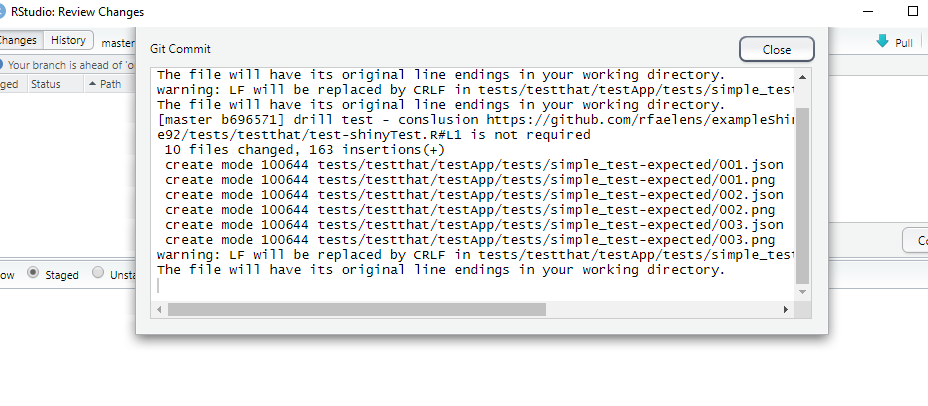 RStudio: Review Changes
Changes History master
Pull
Your branch is ahead of 'o
ged Status Path
Git Commit
Close
The file will have its original line endings in your working directory.
warning: LF will be replaced by CRLF in tests/testthat/testApp/tests/simple_test
The file will have its original line endings in your working directory.
[master b696571] drill test - conslusion https://github.com/rfaelens/exampleShin
e92/tests/testthat/test-shinyTest.R#L1 is not required
10 files changed, 163 insertions(+)
create mode 100644 tests/testthat/testApp/tests/simple_test-expected/001.json
create mode 100644 tests/testthat/testApp/tests/simple_test-expected/001.png
create mode 100644 tests/testthat/testApp/tests/simple_test-expected/002.json
create mode 100644 tests/testthat/testApp/tests/simple_test-expected/002.png
create mode 100644 tests/testthat/testApp/tests/simple_test-expected/003.json
create mode 100644 tests/testthat/testApp/tests/simple_test-expected/003.png
warning: LF will be replaced by CRLF in tests/testthat/testApp/tests/simple_test
The file will have its original line endings in your working directory.
Co
ow Staged Unsta